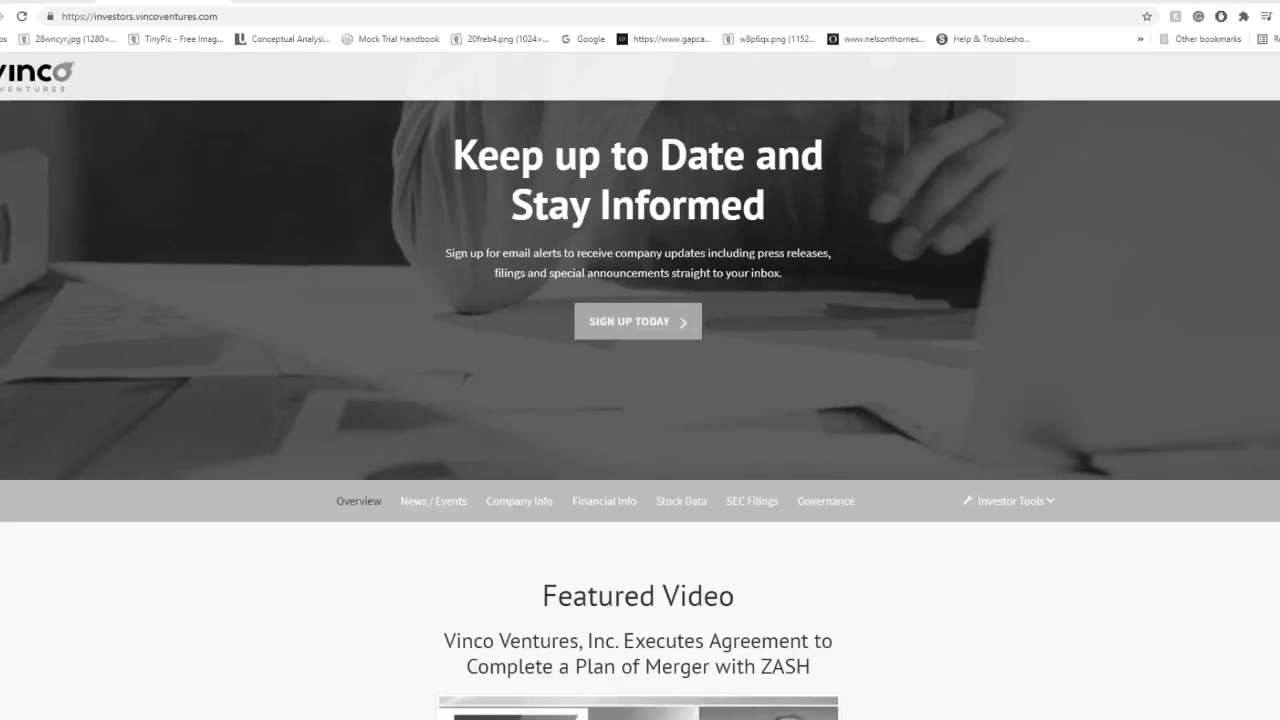 https://investors.vincoventures.com
28wncyr.jpg (1280×... TinyPic - Free Imag... Conceptual Analysi... Mock Trial Handbook 20freb4.png (1024×... Google https://www.gapca... w8p6qx.png (1152... www.nelsonthornes... Help & Troublesho... » Other bookmarks
vinco
VENTURES
Keep up to Date and
Stay Informed
Sign up for email alerts to receive company updates including press releases,
filings and special announcements straight to your inbox.
SIGN UP TODAY
Overview News / Events Company Info Financial Info Stock Data SEC Filings Governance Investor Tools
Featured Video
Vinco Ventures, Inc. Executes Agreement to
Complete a Plan of Merger with ZASH